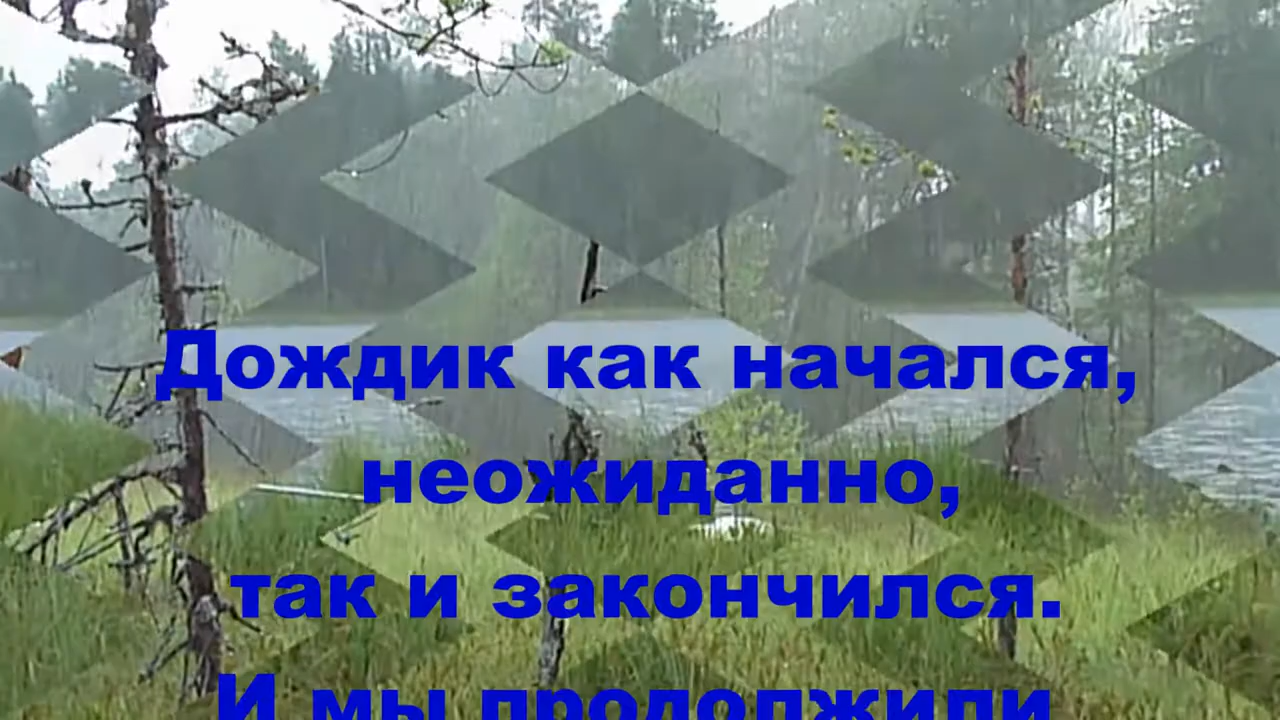 Дождик как начался,
неожиданно,
так и закончился.
И мы продолжили